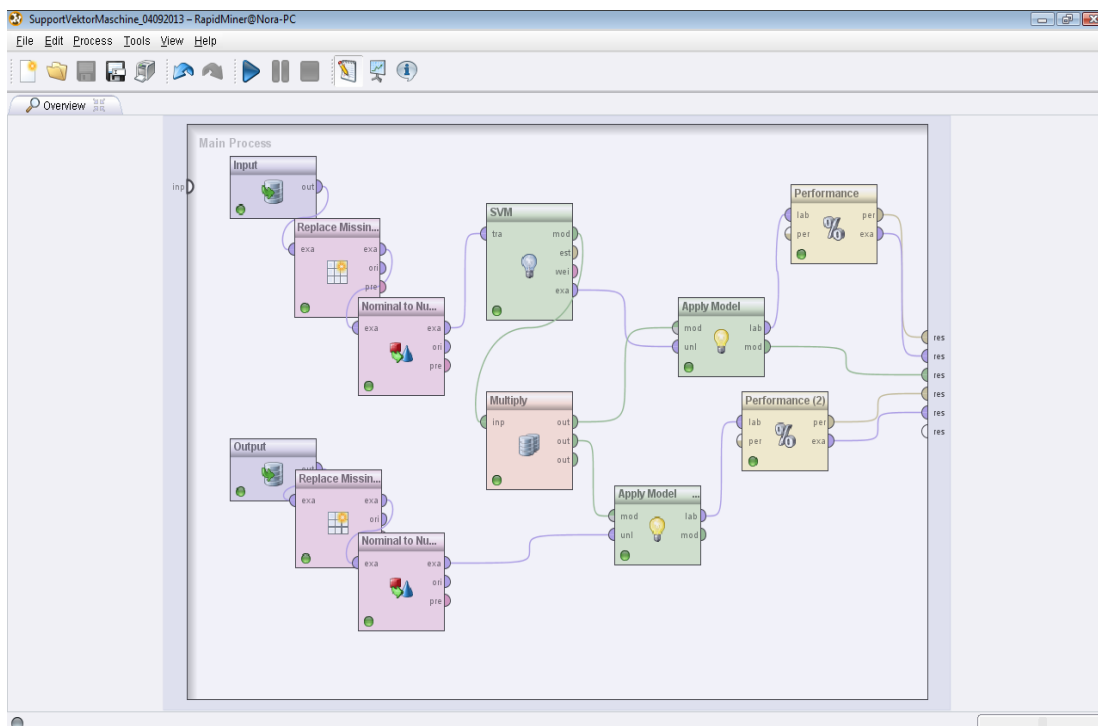 SupportVektorMaschine_04092013 – RapidMiner@Nora-PC
File Edit Process Tools View Help
Overview
Main Process
inp
Input
out
Replace Missin...
exa exa
ori
pre
Nominal to Nu...
exa exa
ori
pre
SVM
tra mod
est
wei
exa
Multiply
inp out
out
out
Apply Model
mod lab
unl mod
Performance
lab per
per exa
Output
out
Replace Missin...
exa exa
ori
Nominal to Nu...
exa exa
ori
pre
Apply Model ...
mod lab
unl mod
Performance (2)
lab per
per exa
res
res
res
res
res
res